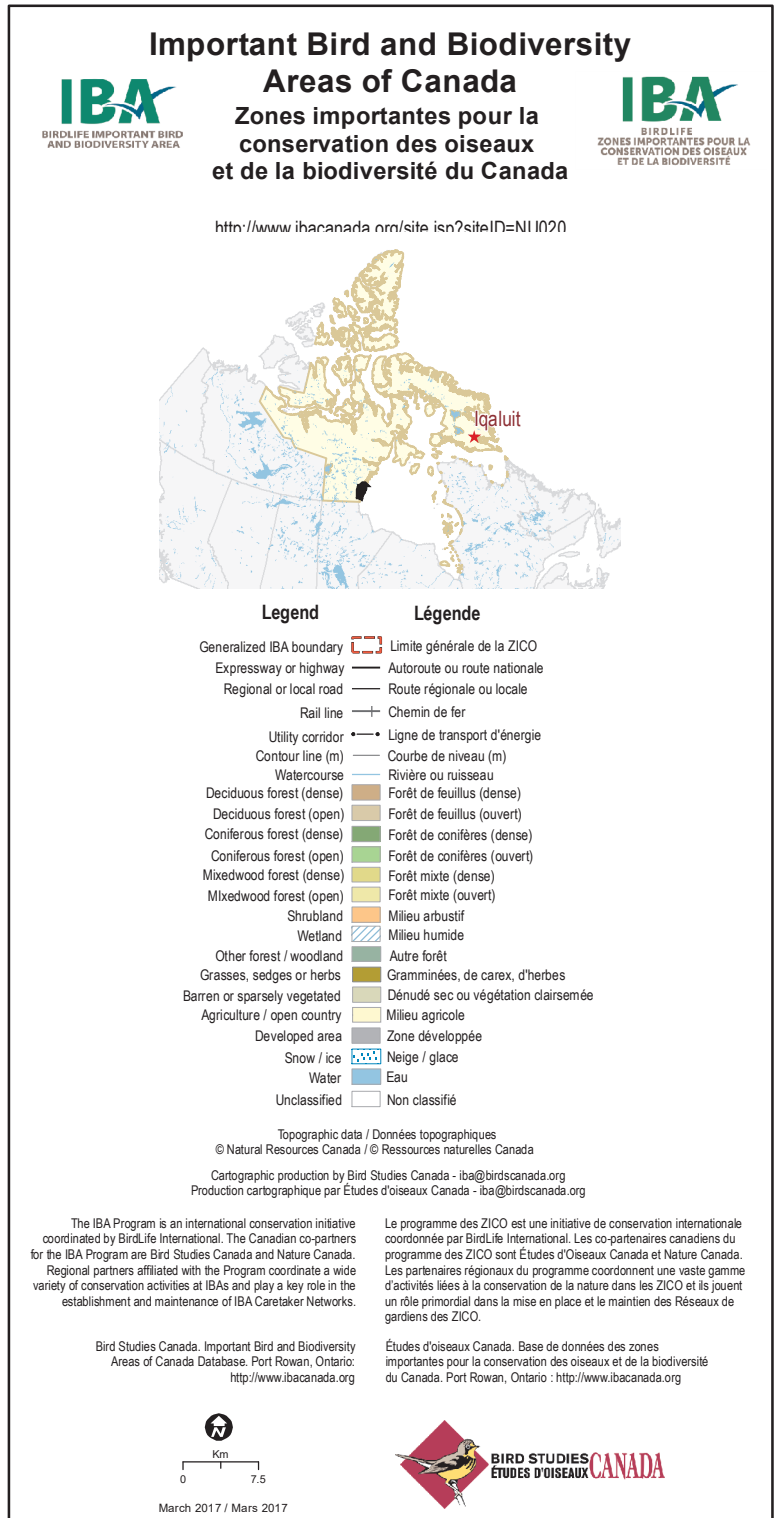 Important Bird and Biodiversity
Areas of Canada
Zones importantes pour la
conservation des oiseaux
et de la biodiversité du Canada
IBA
BIRDLIFE IMPORTANT BIRD
AND BIODIVERSITY AREA
IBA
BIRDLIFE
ZONES IMPORTANTES POUR LA
CONSERVATION DES OISEAUX
ET DE LA BIODIVERSITÉ
http://www.ibacanada.org/site.jsp?siteID=NU020
Iqaluit
Legend Légende
Generalized IBA boundary Limite générale de la ZICO
Expressway or highway Autoroute ou route nationale
Regional or local road Route régionale ou locale
Rail line Chemin de fer
Utility corridor Ligne de transport d'énergie
Contour line (m) Courbe de niveau (m)
Watercourse Rivière ou ruisseau
Deciduous forest (dense) Forêt de feuillus (dense)
Deciduous forest (open) Forêt de feuillus (ouvert)
Coniferous forest (dense) Forêt de conifères (dense)
Coniferous forest (open) Forêt de conifères (ouvert)
Mixedwood forest (dense) Forêt mixte (dense)
MIxedwood forest (open) Forêt mixte (ouvert)
Shrubland Milieu arbustif
Wetland Milieu humide
Other forest / woodland Autre forêt
Grasses, sedges or herbs Gramminées, de carex, d'herbes
Barren or sparsely vegetated Dénudé sec ou végétation clairsemée
Agriculture / open country Milieu agricole
Developed area Zone développée
Snow / ice Neige / glace
Water Eau
Unclassified Non classifié
Topographic data / Données topographiques
© Natural Resources Canada / © Ressources naturelles Canada
Cartographic production by Bird Studies Canada - iba@birdscanada.org
Production cartographique par Études d'oiseaux Canada - iba@birdscanada.org
The IBA Program is an international conservation initiative
coordinated by BirdLife International. The Canadian co-partners
for the IBA Program are Bird Studies Canada and Nature Canada.
Regional partners affiliated with the Program coordinate a wide
variety of conservation activities at IBAs and play a key role in the
establishment and maintenance of IBA Caretaker Networks.
Le programme des ZICO est une initiative de conservation internationale
coordonnée par BirdLife International. Les co-partenaires canadiens du
programme des ZICO sont Études d'Oiseaux Canada et Nature Canada.
Les partenaires régionaux du programme coordonnent une vaste gamme
d'activités liées à la conservation de la nature dans les ZICO et ils jouent
un rôle primordial dans la mise en place et le maintien des Réseaux de
gardiens des ZICO.
Bird Studies Canada. Important Bird and Biodiversity
Areas of Canada Database. Port Rowan, Ontario:
http://www.ibacanada.org
Études d'oiseaux Canada. Base de données des zones
importantes pour la conservation des oiseaux et de la biodiversité
du Canada. Port Rowan, Ontario : http://www.ibacanada.org
N
Km
0 7.5
March 2017 / Mars 2017
BIRD STUDIES
ÉTUDES D'OISEAUX CANADA